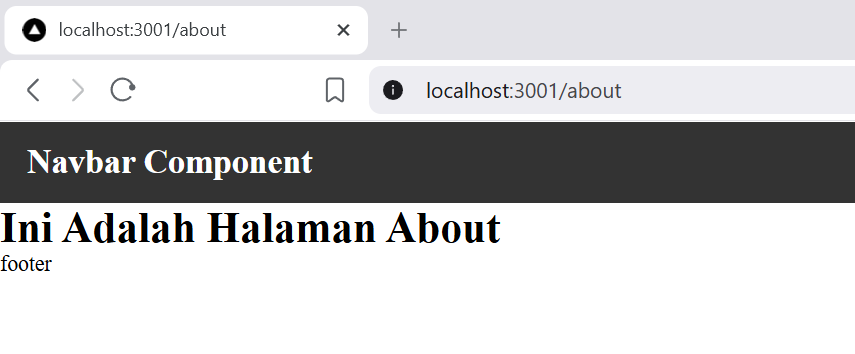 localhost:3001/about
localhost:3001/about
Navbar Component
Ini Adalah Halaman About
footer